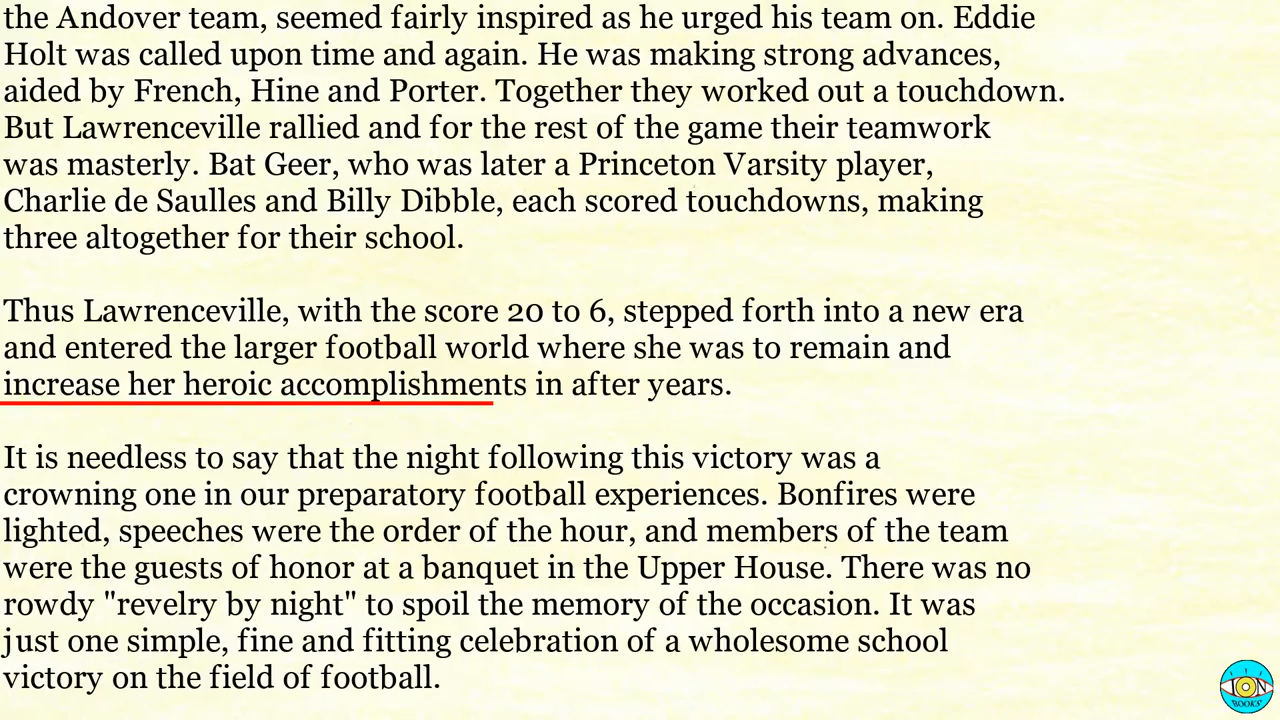 the Andover team, seemed fairly inspired as he urged his team on. Eddie
Holt was called upon time and again. He was making strong advances,
aided by French, Hine and Porter. Together they worked out a touchdown.
But Lawrenceville rallied and for the rest of the game their teamwork
was masterly. Bat Geer, who was later a Princeton Varsity player,
Charlie de Saulles and Billy Dibble, each scored touchdowns, making
three altogether for their school.
Thus Lawrenceville, with the score 20 to 6, stepped forth into a new era
and entered the larger football world where she was to remain and
increase her heroic accomplishments in after years.
It is needless to say that the night following this victory was a
crowning one in our preparatory football experiences. Bonfires were
lighted, speeches were the order of the hour, and members of the team
were the guests of honor at a banquet in the Upper House. There was no
rowdy "revelry by night" to spoil the memory of the occasion. It was
just one simple, fine and fitting celebration of a wholesome school
victory on the field of football.
ION
BOOKS